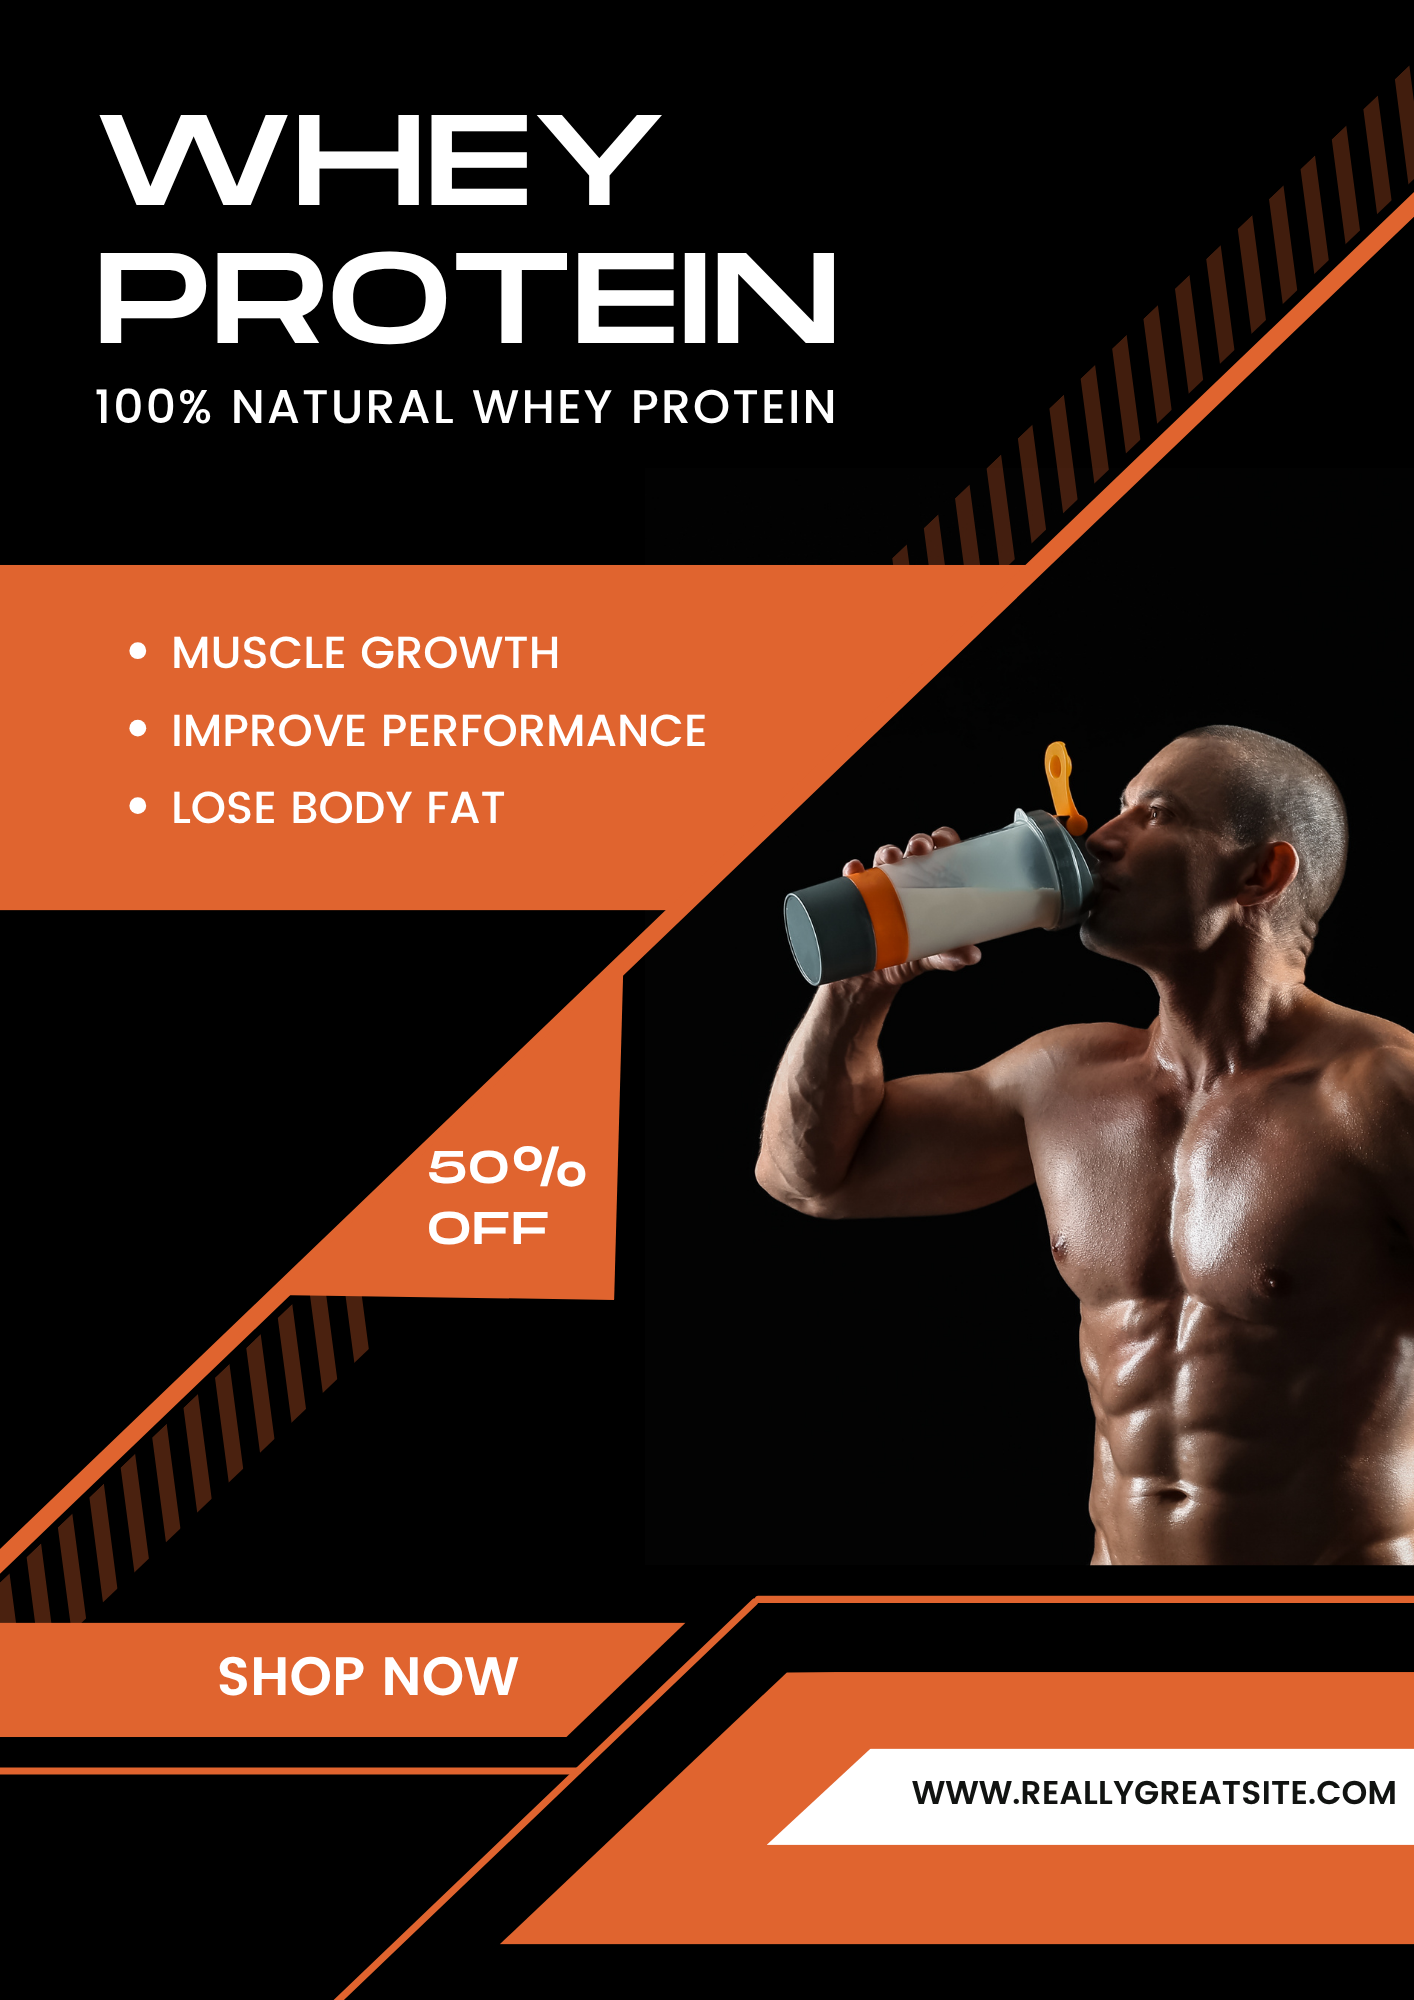 WHEY
PROTEIN
100% NATURAL WHEY PROTEIN
• MUSCLE GROWTH
• IMPROVE PERFORMANCE
• LOSE BODY FAT
50%
OFF
SHOP NOW
WWW.REALLYGREATSITE.COM